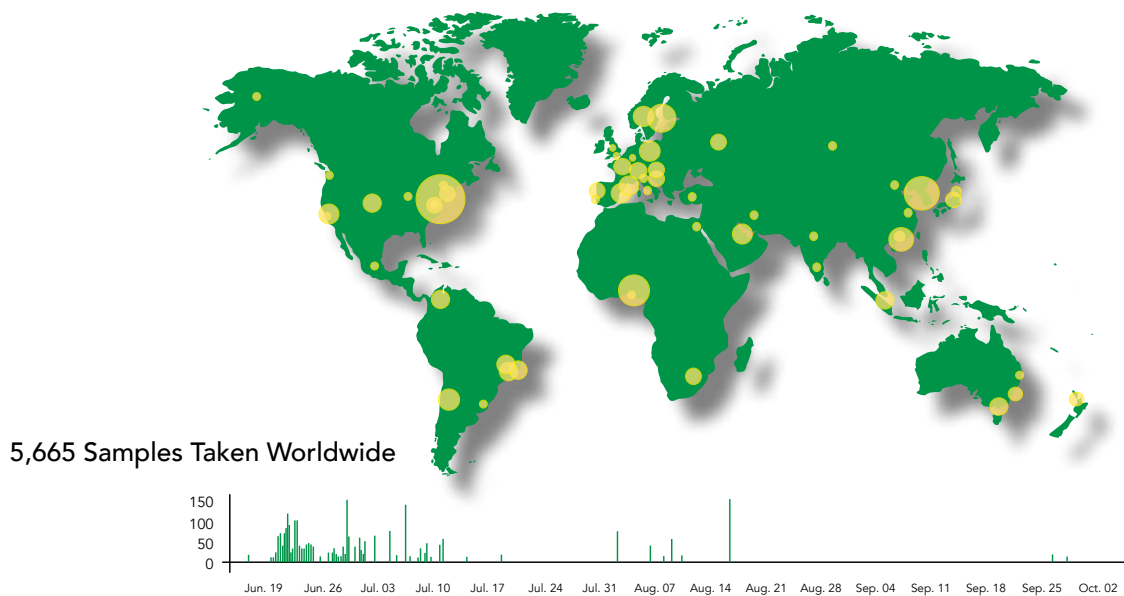 5,665 Samples Taken Worldwide
150
100
50
0
Jun. 19 Jun. 26 Jul. 03 Jul. 10 Jul. 17 Jul. 24 Jul. 31 Aug. 07 Aug. 14 Aug. 21 Aug. 28 Sep. 04 Sep. 11 Sep. 18 Sep. 25 Oct. 02